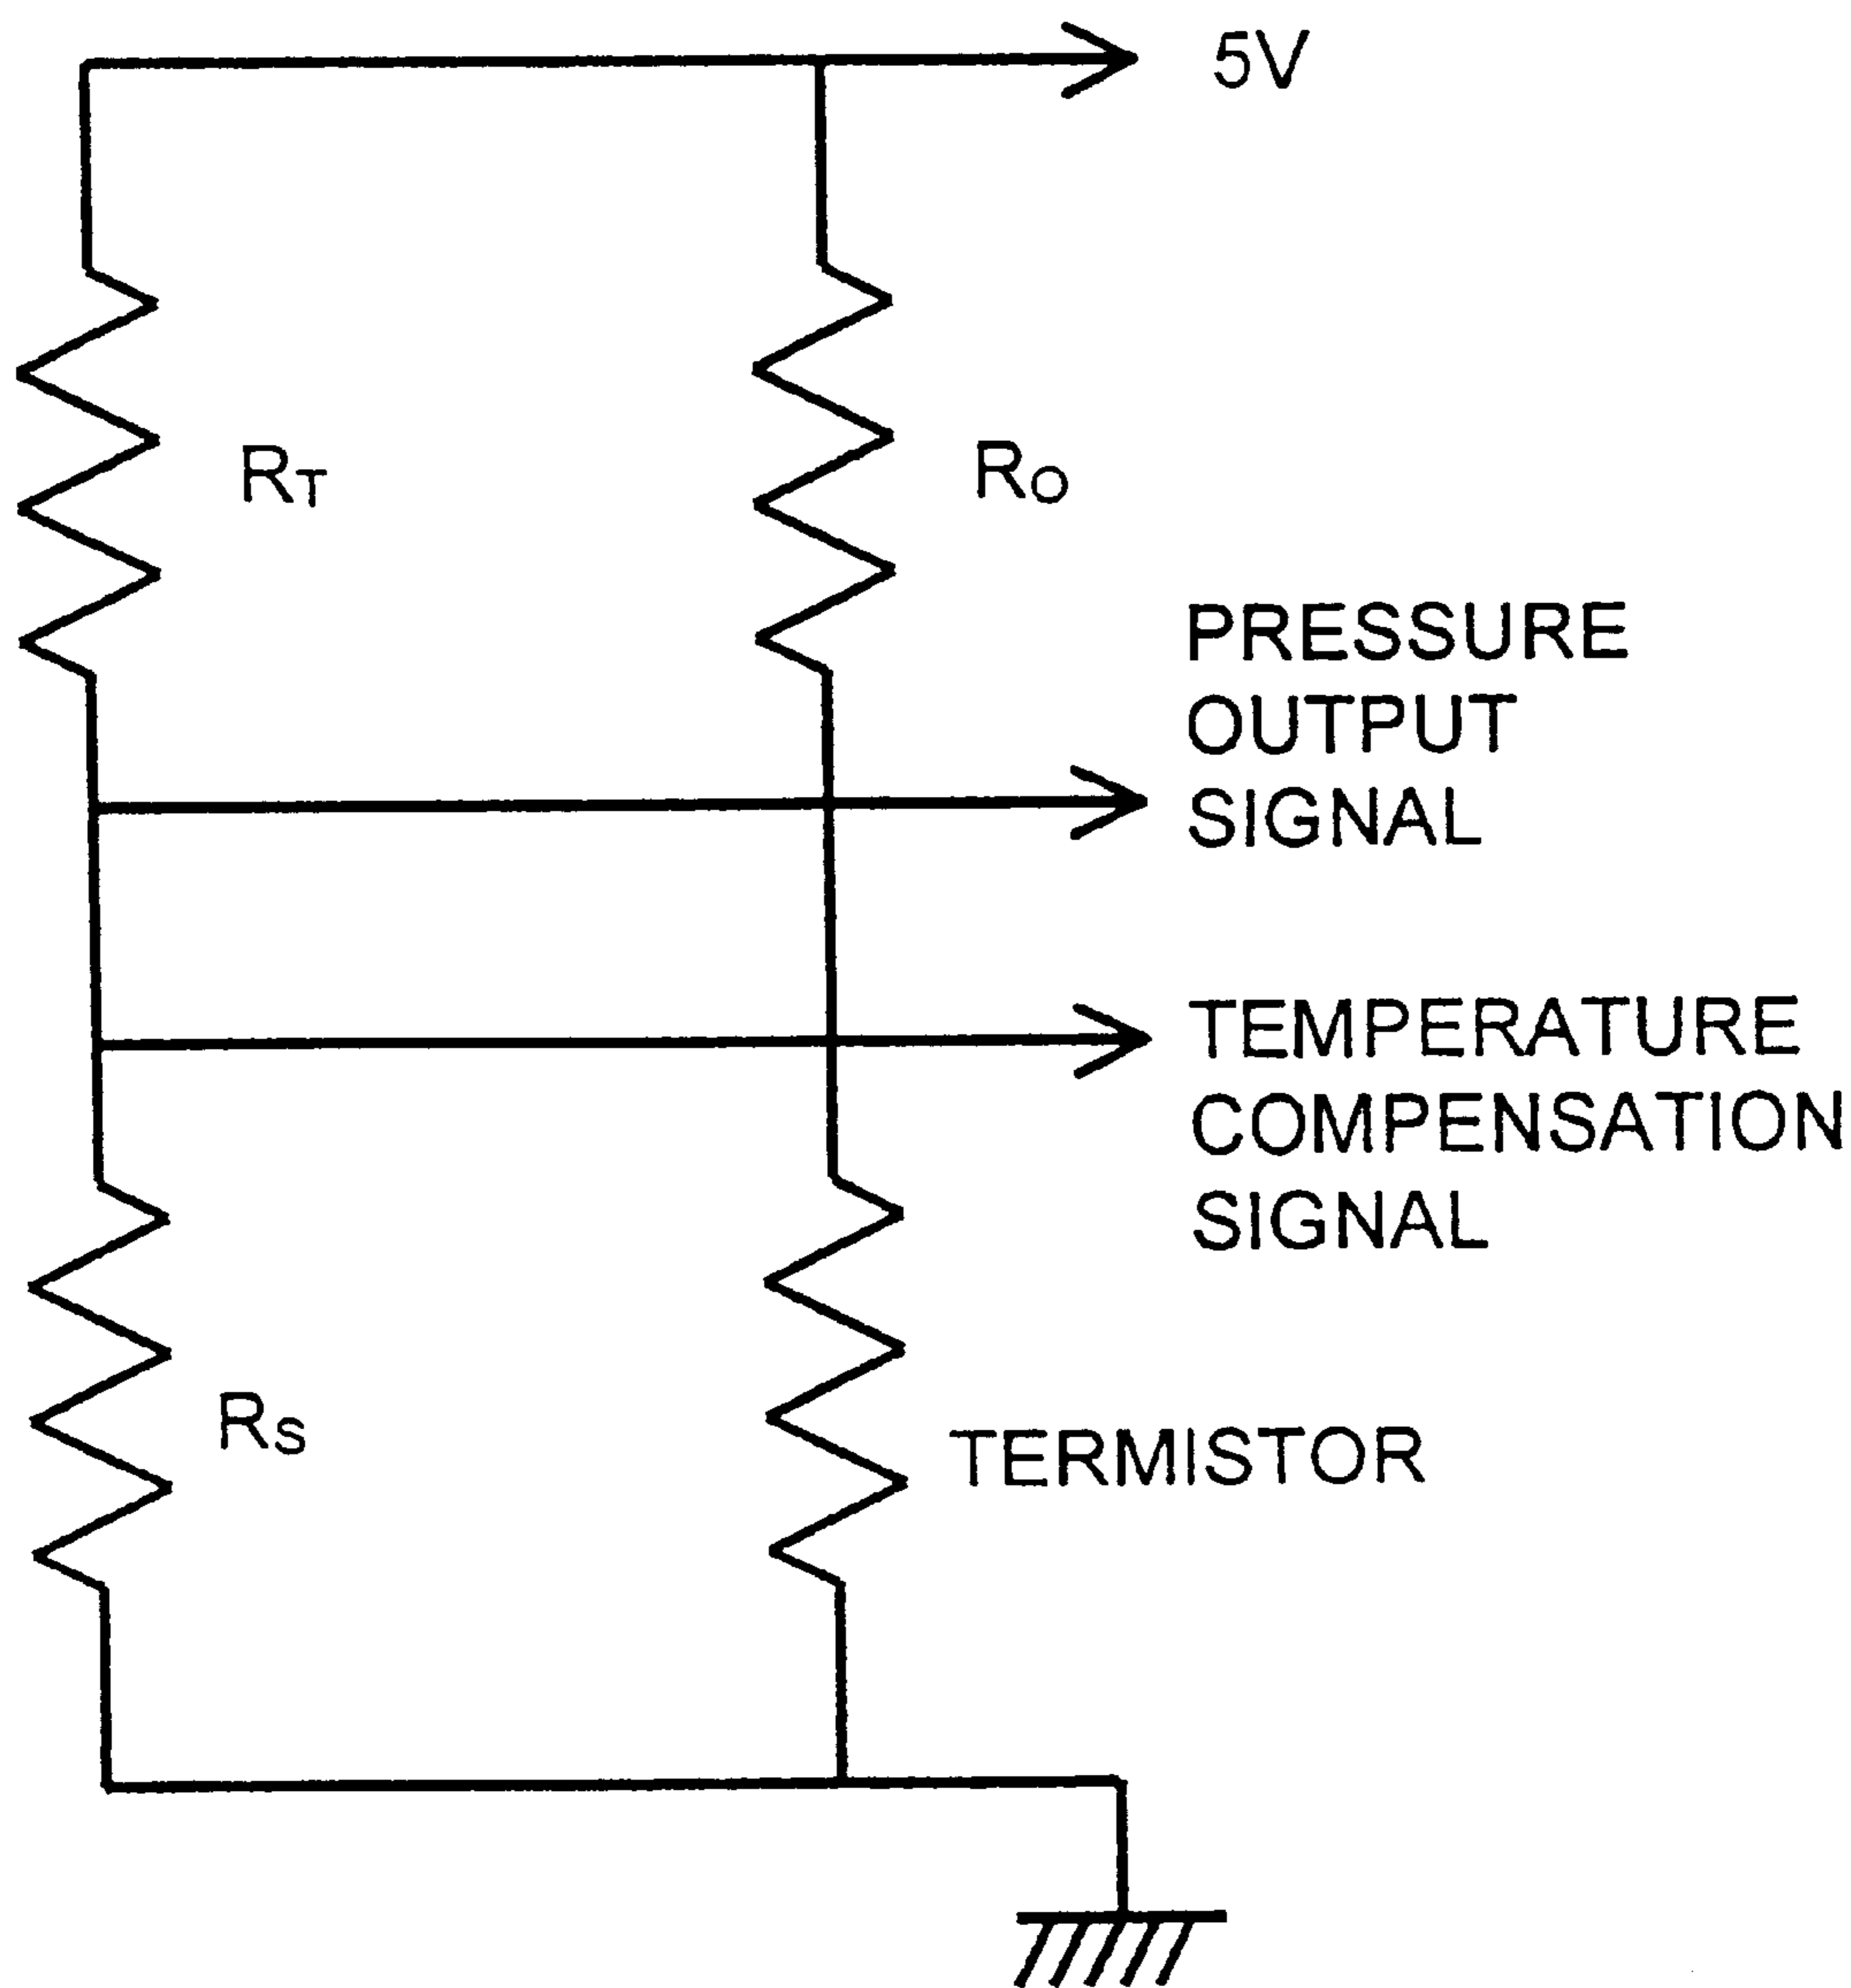 5V
RT
RO
PRESSURE
OUTPUT
SIGNAL
TEMPERATURE
COMPENSATION
SIGNAL
RS
TERMISTOR